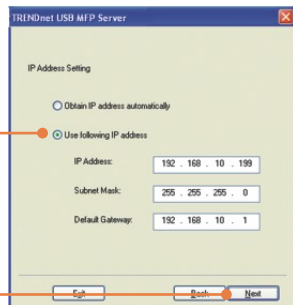 TRENDnet USB MFP Server
IP Address Setting
Obtain IP address automatically
Use following IP address
IP Address: 192 . 168 . 10 . 199
Subnet Mask: 255 . 255 . 255 . 0
Default Gateway: 192 . 168 . 10 . 1
Exit Back Next